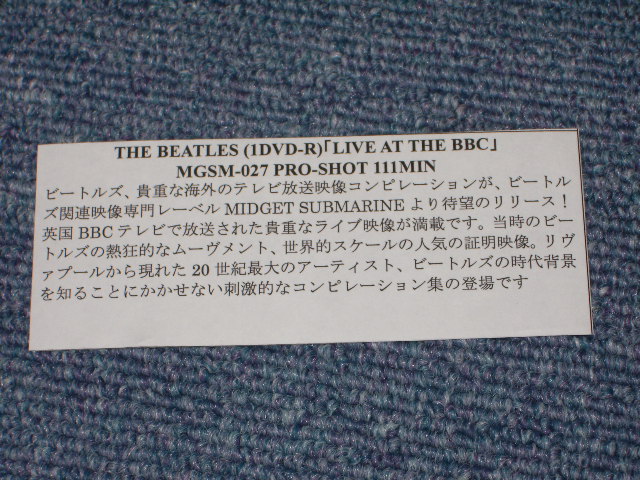 THE BEATLES (1DVD-R)「LIVE AT THE BBC」
MGSM-027 PRO-SHOT 111MIN
ビートルズ、貴重な海外のテレビ放送映像コンピレーションが、ビートル
ズ関連映像専門レーベル MIDGET SUBMARINE より待望のリリース！
英国 BBC テレビで放送された貴重なライブ映像が満載です。当時のビー
トルズの熱狂的なムーヴメント、世界的スケールの人気の証明映像。リヴ
ァプールから現れた 20 世紀最大のアーティスト、ビートルズの時代背景
を知ることにかかせない刺激的なコンピレーション集の登場です